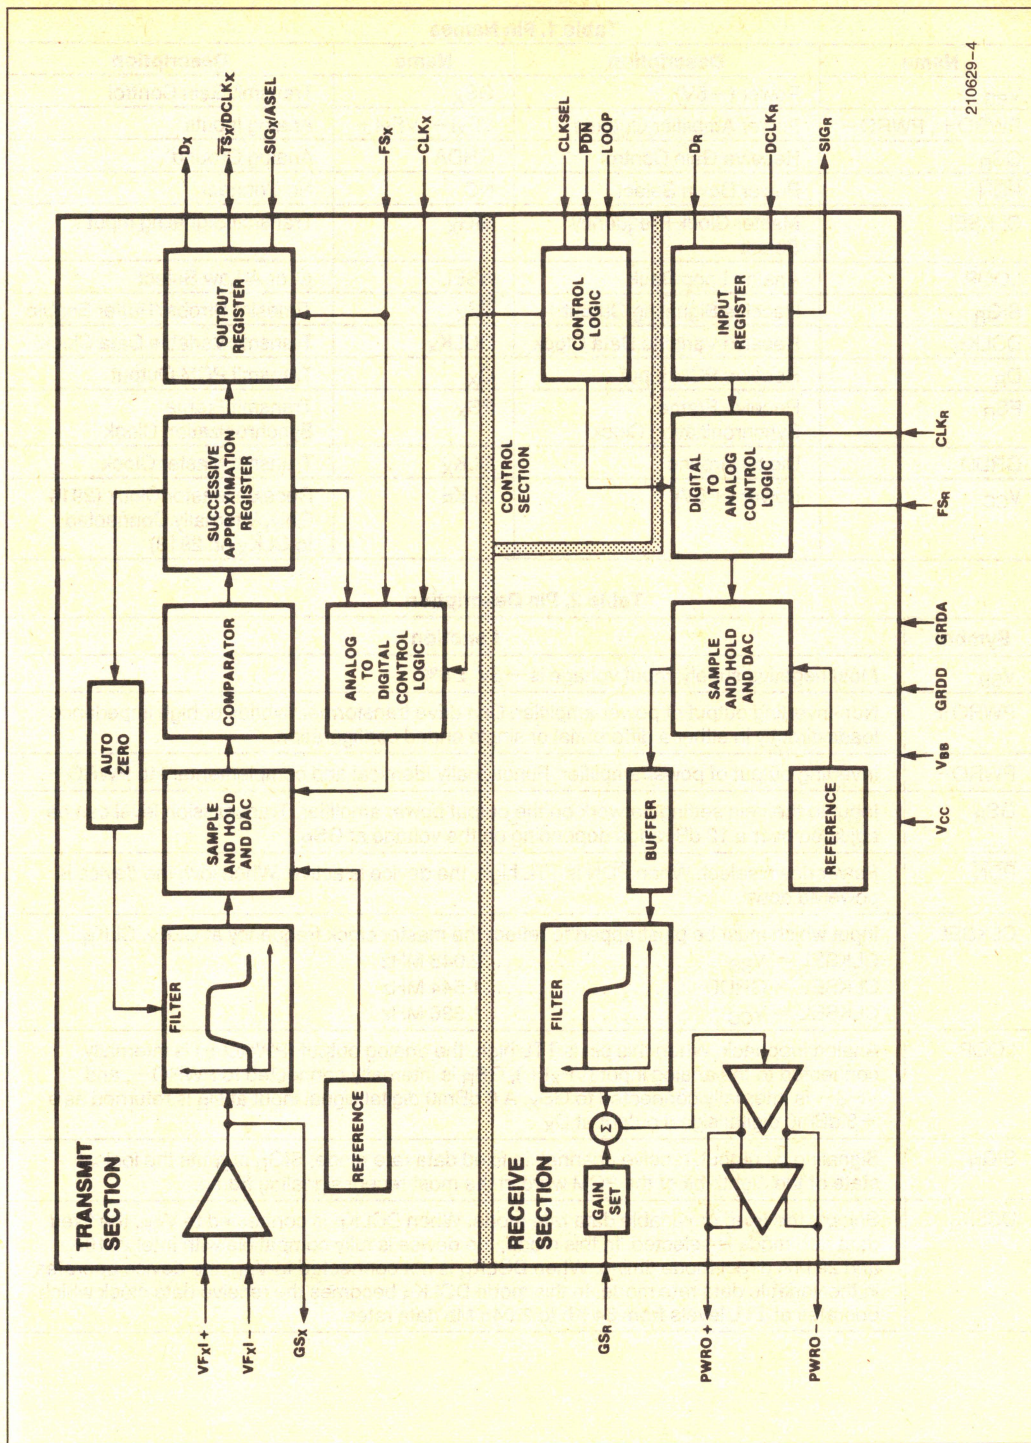 TRANSMIT
SECTION
VFXI+
VFXI−
GSX
REFERENCE
FILTER
AUTO
ZERO
SAMPLE
AND HOLD
AND DAC
COMPARATOR
SUCCESSIVE
APPROXIMATION
REGISTER
OUTPUT
REGISTER
ANALOG
TO
DIGITAL
CONTROL
LOGIC
DX
TSX/DCLKX
SIGX/ASEL
FSX
CLKX
CONTROL
SECTION
CONTROL
LOGIC
CLKSEL
PDN
LOOP
RECEIVE
SECTION
GSR
GAIN
SET
Σ
PWRO+
PWRO−
FILTER
BUFFER
SAMPLE
AND HOLD
AND DAC
REFERENCE
DIGITAL
TO
ANALOG
CONTROL
LOGIC
INPUT
REGISTER
DR
DCLKR
SIGR
VCC
VBB
GRDD
GRDA
FSR
CLKR
210629–4